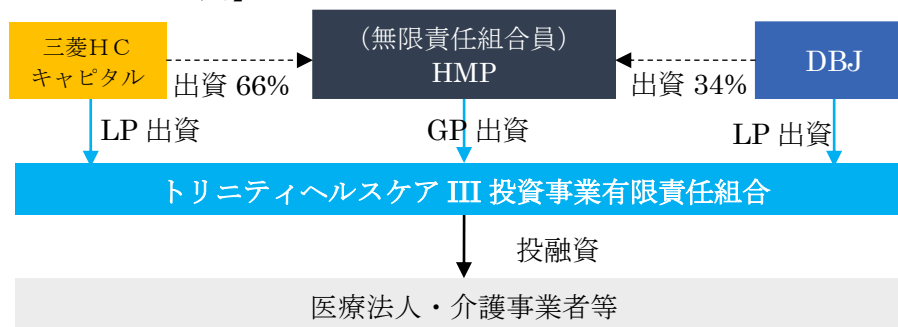 三菱ＨＣ
キャピタル
（無限責任組合員）
HMP
DBJ
出資 66%
出資 34%
LP 出資
GP 出資
LP 出資
トリニティヘルスケア III 投資事業有限責任組合
投融資
医療法人・介護事業者等